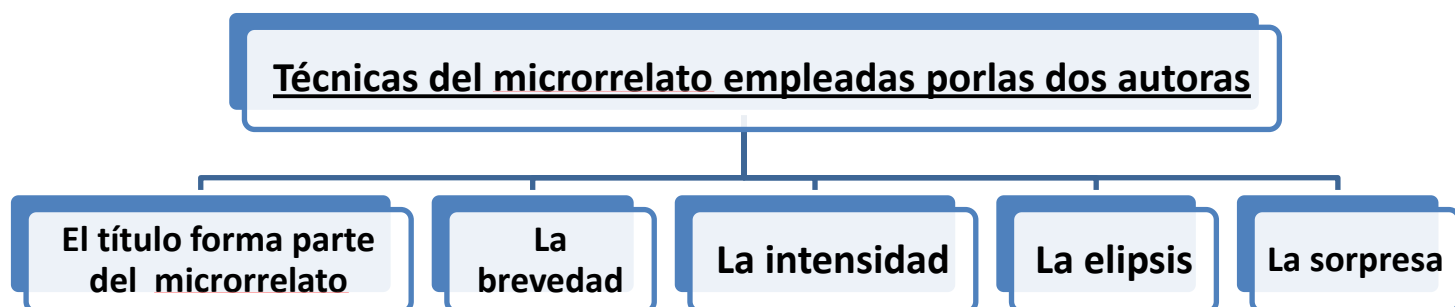 Técnicas del microrrelato empleadas porlas dos autoras
El título forma parte
del microrrelato
La
brevedad
La intensidad
La elipsis
La sorpresa